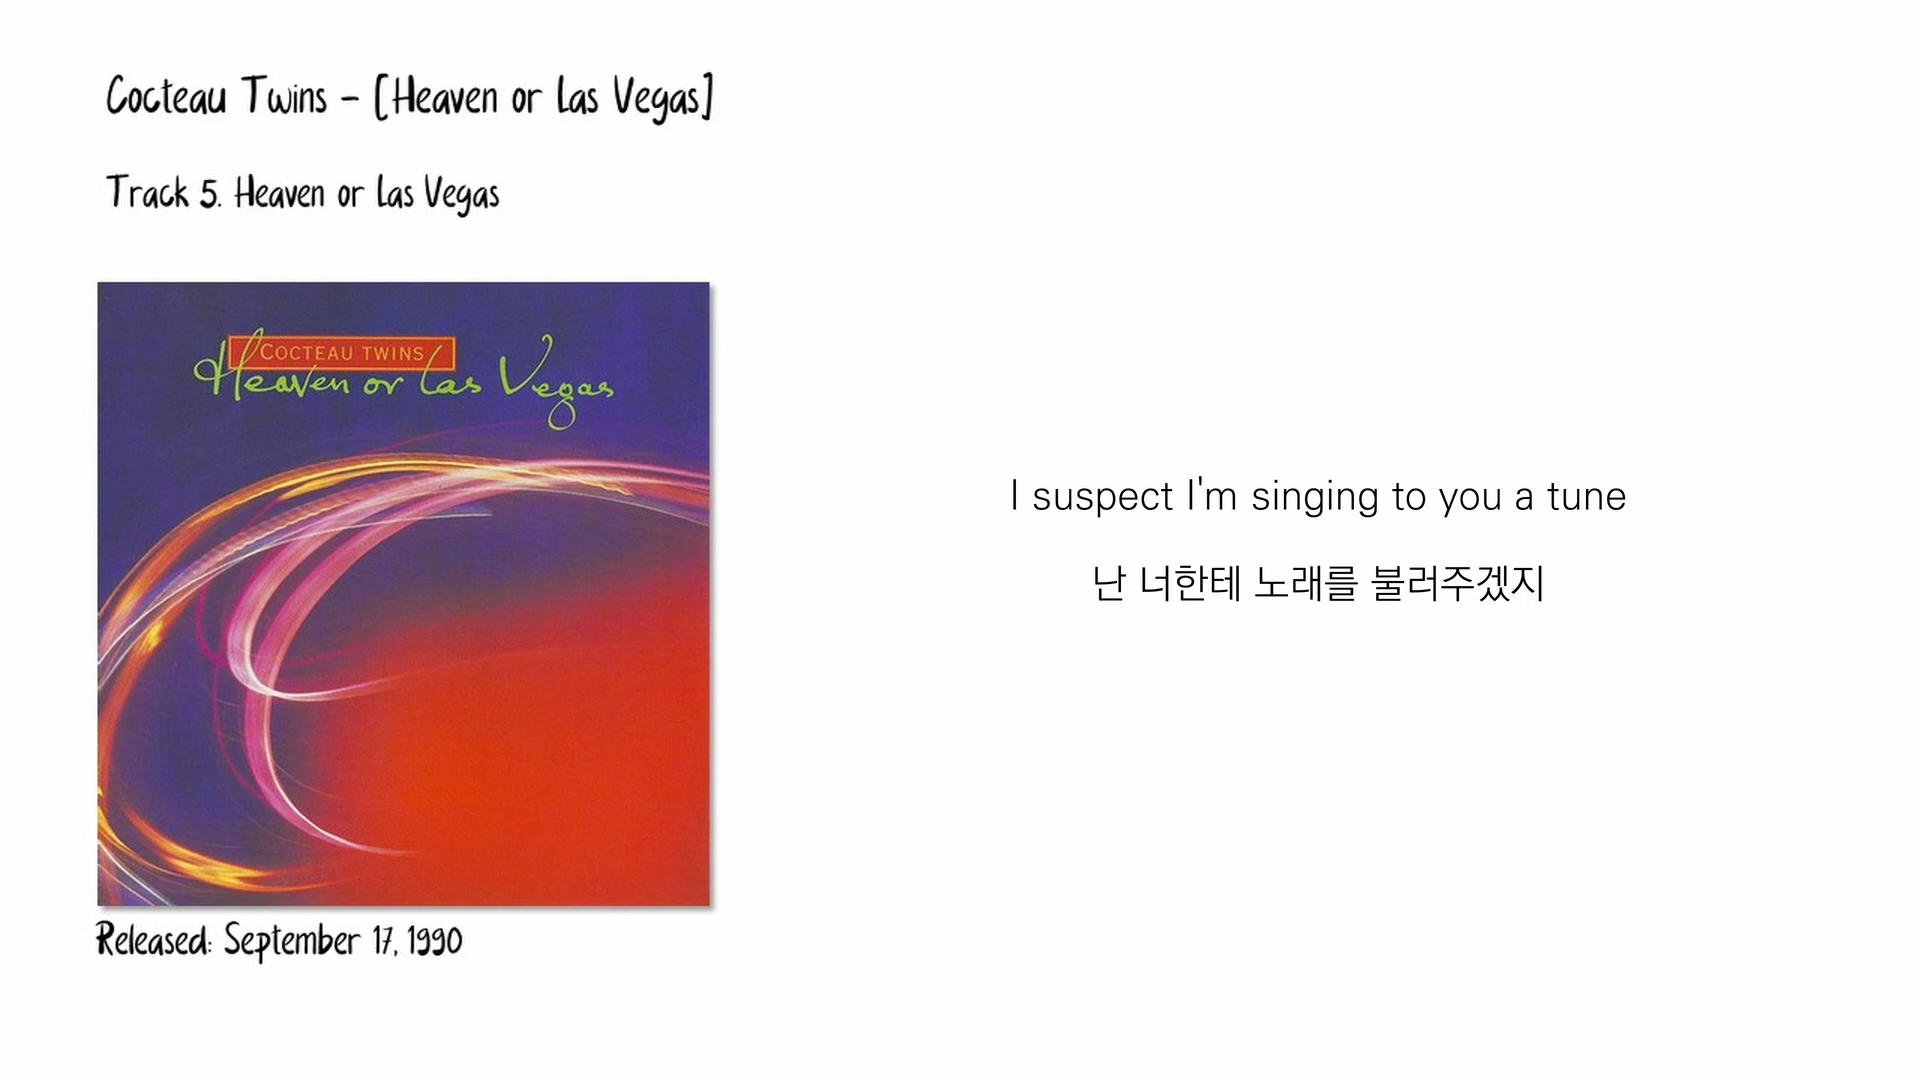 Cocteau Twins - [Heaven or Las Vegas]
Track 5. Heaven or Las Vegas
COCTEAU TWINS
Heaven or Las Vegas
I suspect I'm singing to you a tune
난 너한테 노래를 불러주겠지
Released: September 17, 1990